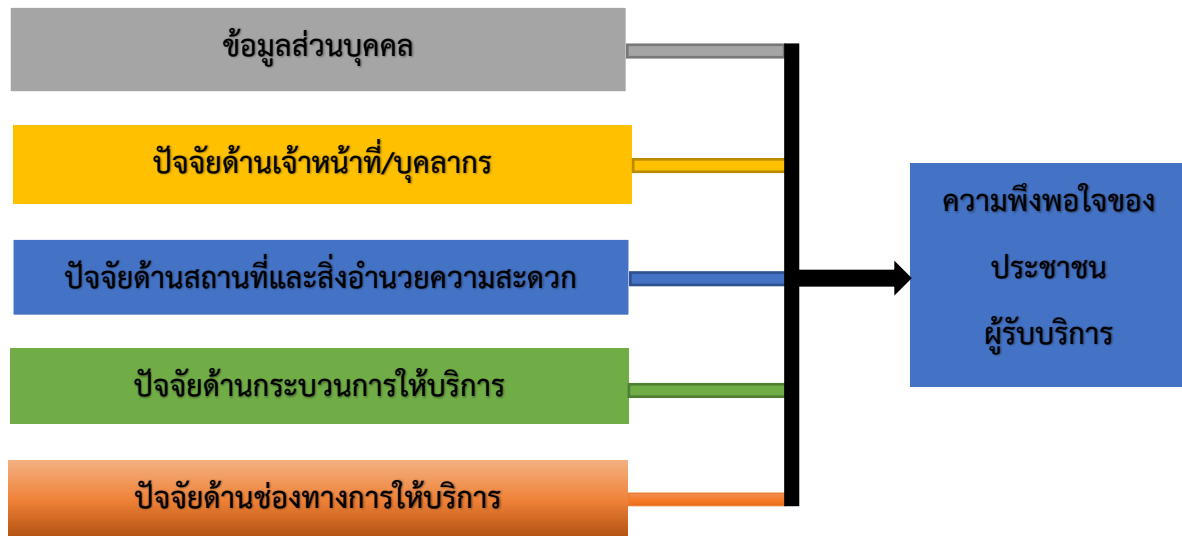 ข้อมูลส่วนบุคคล
ปัจจัยด้านเจ้าหน้าที่/บุคลากร
ปัจจัยด้านสถานที่และสิ่งอำนวยความสะดวก
ปัจจัยด้านกระบวนการให้บริการ
ปัจจัยด้านช่องทางการให้บริการ
ความพึงพอใจของ
ประชาชน
ผู้รับบริการ